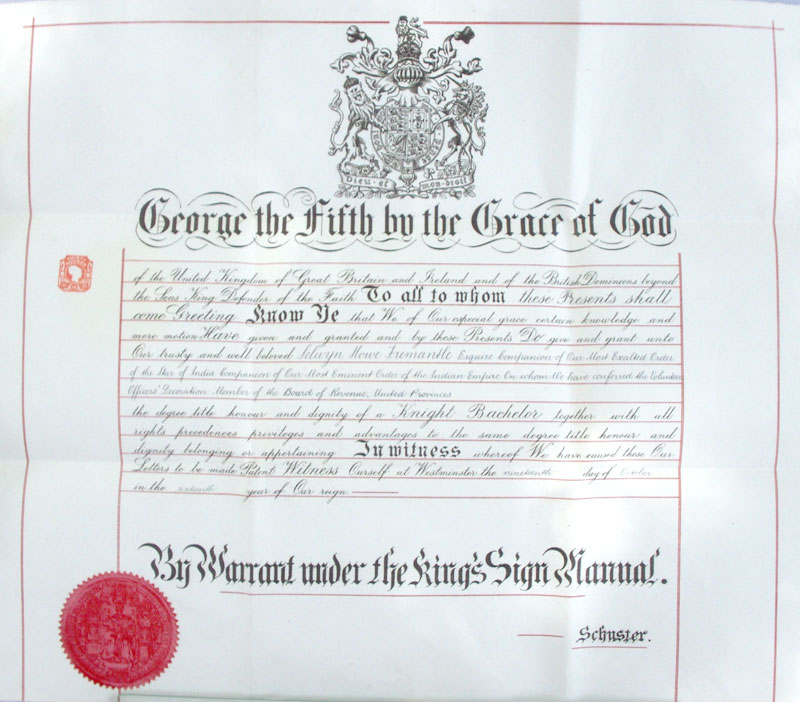 Dieu et mon droit
George the Fifth by the Grace of God
of the United Kingdom of Great Britain and Ireland and of the British Dominions beyond
the Seas King Defender of the Faith To all to whom these Presents shall
come Greeting Know Ye that We of Our especial grace certain knowledge and
mere motion Have given and granted and by these Presents Do give and grant unto
Our trusty and well beloved Selwyn Howe Fremantle Esquire Companion of Our Most Exalted Order
of the Star of India Companion of Our Most Eminent Order of the Indian Empire On whom We have conferred the Volunteer
Officers' Decoration Member of the Board of Revenue, United Provinces
the degree title honour and dignity of a Knight Bachelor together with all
rights precedences privileges and advantages to the same degree title honour and
dignity belonging or appertaining In witness whereof We have caused these Our
Letters to be made Patent Witness Ourself at Westminster the nineteenth day of October
in the sixteenth year of Our reign.
By Warrant under the King's Sign Manual.
Schuster.